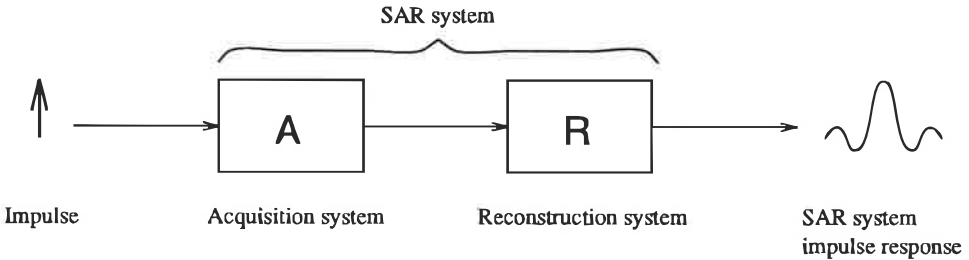 SAR system
A
R
Impulse
Acquisition system
Reconstruction system
SAR system
impulse response